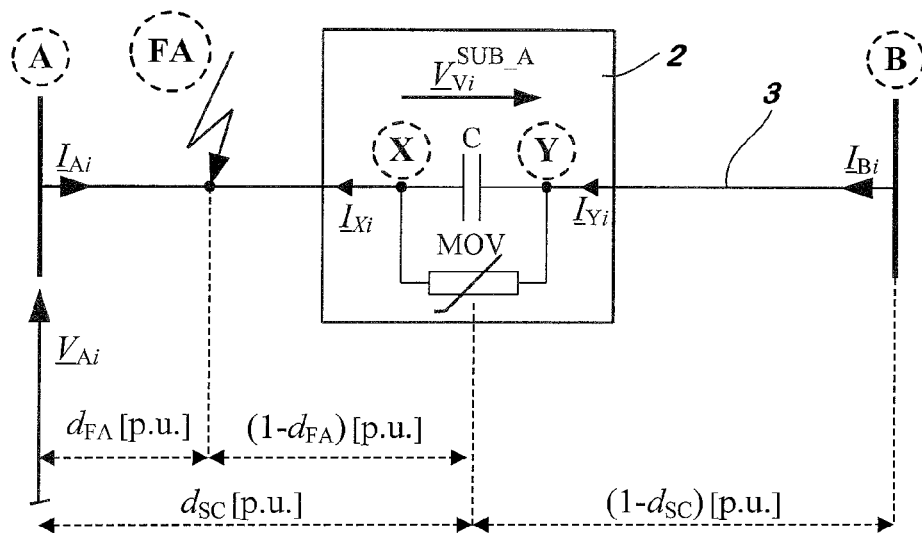 A
FA
V_Vi^SUB_A
2
B
X
C
Y
3
I_Ai
I_Xi
MOV
I_Yi
I_Bi
V_Ai
d_FA [p.u.]
(1-d_FA) [p.u.]
d_SC [p.u.]
(1-d_SC) [p.u.]